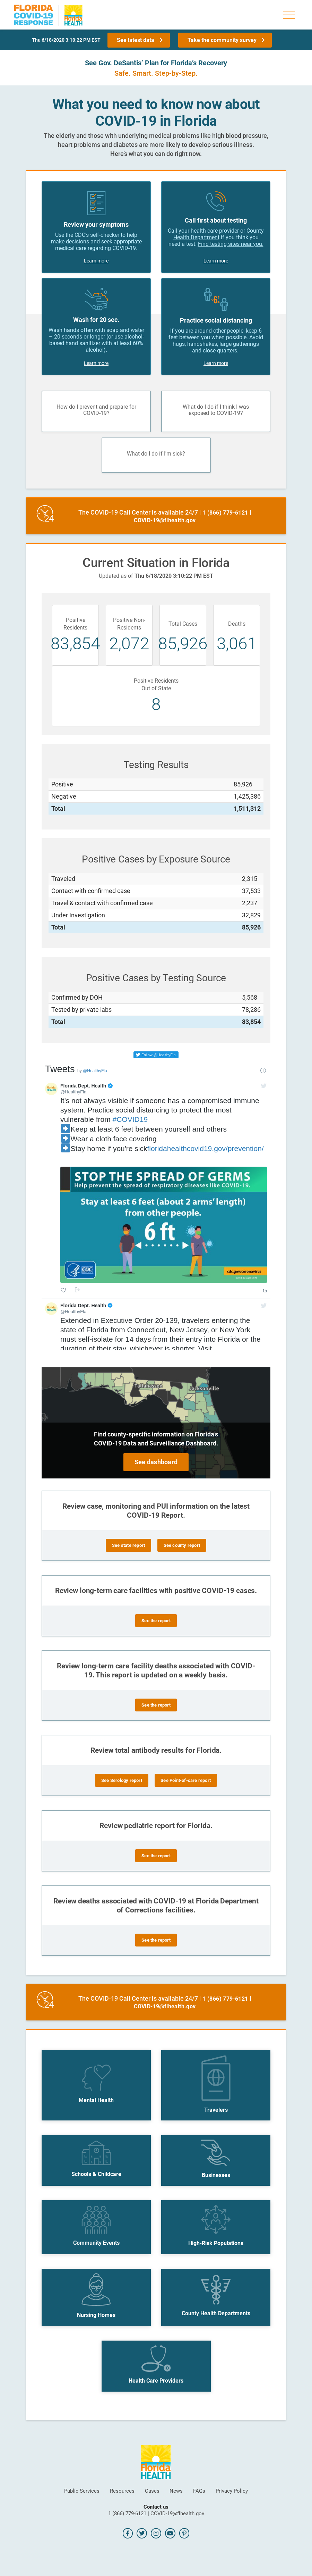 FLORIDA
COVID-19
RESPONSE
Florida
HEALTH
Thu 6/18/2020 3:10:22 PM EST
See latest data
Take the community survey
See Gov. DeSantis' Plan for Florida's Recovery
Safe. Smart. Step-by-Step.
What you need to know now about
COVID-19 in Florida
The elderly and those with underlying medical problems like high blood pressure,
heart problems and diabetes are more likely to develop serious illness.
Here's what you can do right now.
Review your symptoms
Use the CDC's self-checker to help
make decisions and seek appropriate
medical care regarding COVID-19.
Learn more
Call first about testing
Call your health care provider or County
Health Department if you think you
need a test. Find testing sites near you.
Learn more
Wash for 20 sec.
Wash hands often with soap and water
– 20 seconds or longer (or use alcohol-
based hand sanitizer with at least 60%
alcohol).
Learn more
6'
Practice social distancing
If you are around other people, keep 6
feet between you when possible. Avoid
hugs, handshakes, large gatherings
and close quarters.
Learn more
How do I prevent and prepare for
COVID-19?
What do I do if I think I was
exposed to COVID-19?
What do I do if I'm sick?
24
The COVID-19 Call Center is available 24/7 | 1 (866) 779-6121 |
COVID-19@flhealth.gov
Current Situation in Florida
Updated as of Thu 6/18/2020 3:10:22 PM EST
Positive
Residents
83,854
Positive Non-
Residents
2,072
Total Cases
85,926
Deaths
3,061
Positive Residents
Out of State
8
Testing Results
Positive 85,926
Negative 1,425,386
Total 1,511,312
Positive Cases by Exposure Source
Traveled 2,315
Contact with confirmed case 37,533
Travel & contact with confirmed case 2,237
Under Investigation 32,829
Total 85,926
Positive Cases by Testing Source
Confirmed by DOH 5,568
Tested by private labs 78,286
Total 83,854
Follow @HealthyFla
Tweets by @HealthyFla
Florida Dept. Health
@HealthyFla
It's not always visible if someone has a compromised immune
system. Practice social distancing to protect the most
vulnerable from #COVID19
➡Keep at least 6 feet between yourself and others
➡Wear a cloth face covering
➡Stay home if you're sickfloridahealthcovid19.gov/prevention/
STOP THE SPREAD OF GERMS
Help prevent the spread of respiratory diseases like COVID-19.
Stay at least 6 feet (about 2 arms' length)
from other people.
6 ft
CDC
cdc.gov/coronavirus
1h
Florida Dept. Health
@HealthyFla
Extended in Executive Order 20-139, travelers entering the
state of Florida from Connecticut, New Jersey, or New York
must self-isolate for 14 days from their entry into Florida or the
duration of their stay, whichever is shorter. Visit
Tallahassee
Jacksonville
Find county-specific information on Florida's
COVID-19 Data and Surveillance Dashboard.
See dashboard
Review case, monitoring and PUI information on the latest
COVID-19 Report.
See state report
See county report
Review long-term care facilities with positive COVID-19 cases.
See the report
Review long-term care facility deaths associated with COVID-
19. This report is updated on a weekly basis.
See the report
Review total antibody results for Florida.
See Serology report
See Point-of-care report
Review pediatric report for Florida.
See the report
Review deaths associated with COVID-19 at Florida Department
of Corrections facilities.
See the report
24
The COVID-19 Call Center is available 24/7 | 1 (866) 779-6121 |
COVID-19@flhealth.gov
Mental Health
Travelers
Schools & Childcare
Businesses
Community Events
High-Risk Populations
Nursing Homes
County Health Departments
Health Care Providers
Florida
HEALTH
Public Services
Resources
Cases
News
FAQs
Privacy Policy
Contact us
1 (866) 779-6121 | COVID-19@flhealth.gov